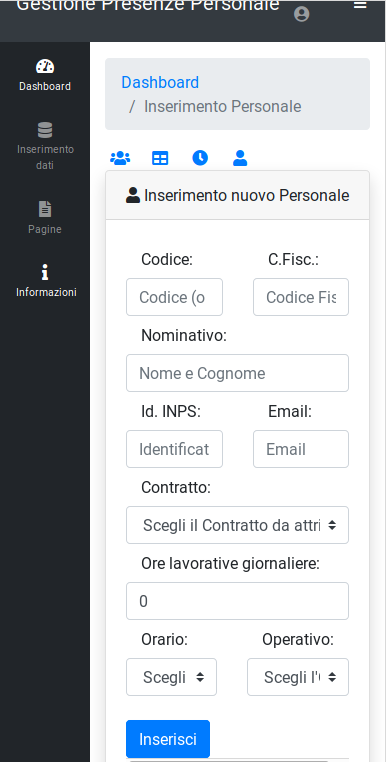 Gestione Presenze Personale
Dashboard
Inserimento
dati
Pagine
Informazioni
Dashboard
/ Inserimento Personale
Inserimento nuovo Personale
Codice: C.Fisc.:
Codice (o Codice Fis
Nominativo:
Nome e Cognome
Id. INPS: Email:
Identificat Email
Contratto:
Scegli il Contratto da attri
Ore lavorative giornaliere:
0
Orario: Operativo:
Scegli Scegli l'
Inserisci